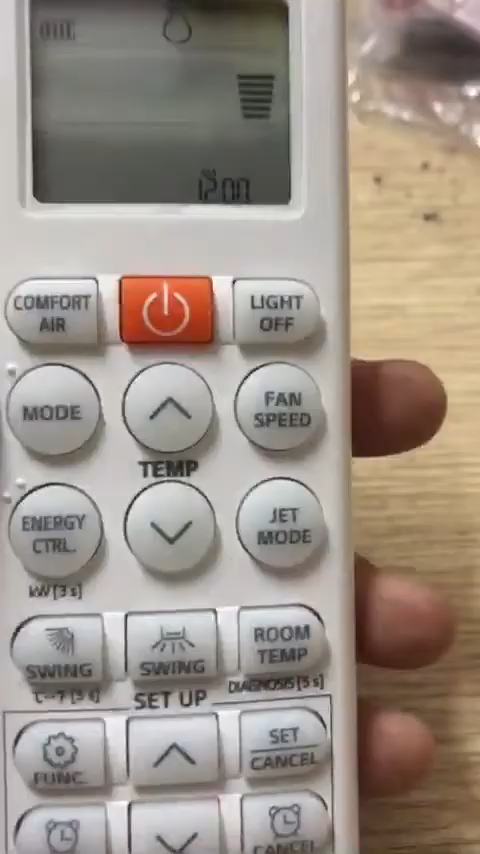 12:00
COMFORT AIR
LIGHT OFF
MODE
FAN SPEED
TEMP
ENERGY CTRL.
JET MODE
kW [3 s]
SWING
SWING
ROOM TEMP
DIAGNOSIS [5 s]
SET UP
FUNC.
SET
CANCEL
CANCEL